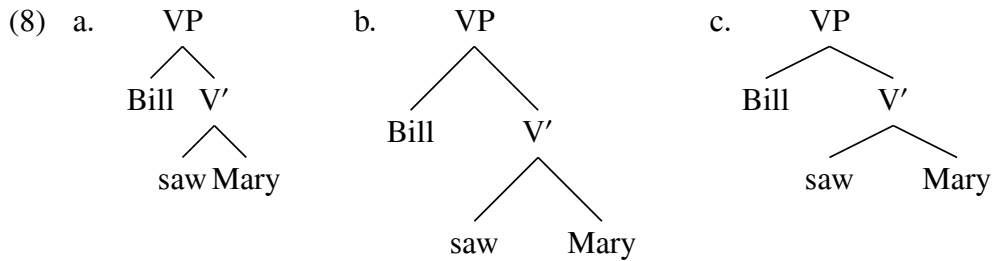 (8) a. VP b. VP c. VP
Bill V′ Bill V′ Bill V′
saw Mary saw Mary saw Mary